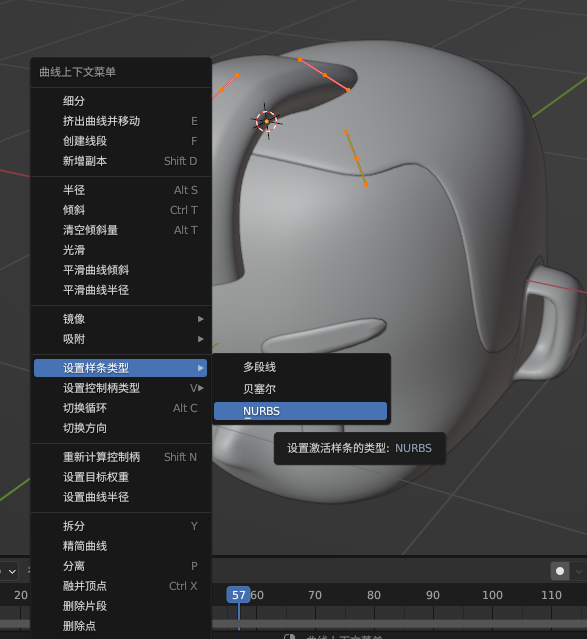 曲线上下文菜单
细分
挤出曲线并移动 E
创建线段 F
新增副本 Shift D
半径 Alt S
倾斜 Ctrl T
清空倾斜量 Alt T
光滑
平滑曲线倾斜
平滑曲线半径
镜像
吸附
设置样条类型
多段线
设置控制柄类型 V
贝塞尔
切换循环 Alt C
NURBS
切换方向
设置激活样条的类型: NURBS
重新计算控制柄 Shift N
设置目标权重
设置曲线半径
拆分 Y
精简曲线
分离 P
融并顶点 Ctrl X
20 57 60 70 80 90 100 110
删除片段
删除点
曲线上下文菜单